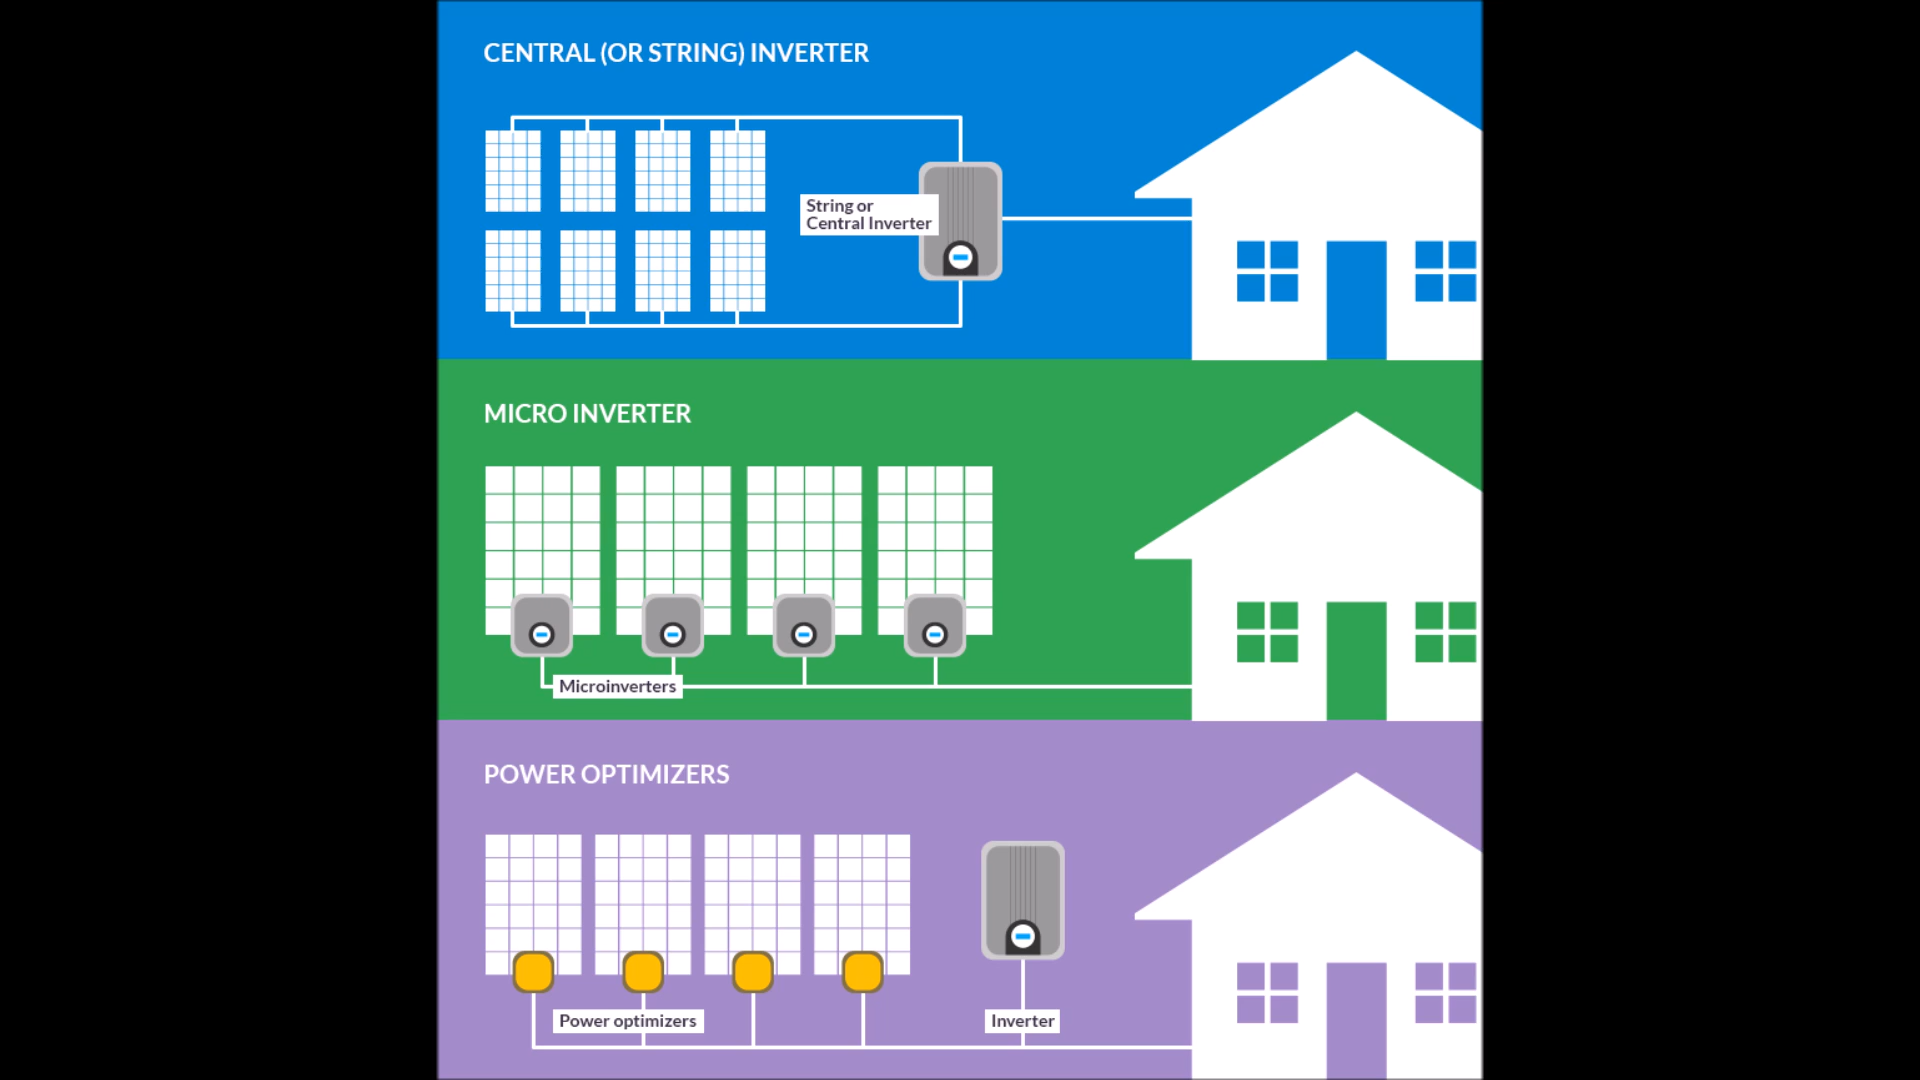 CENTRAL (OR STRING) INVERTER
String or
Central Inverter
MICRO INVERTER
Microinverters
POWER OPTIMIZERS
Power optimizers
Inverter